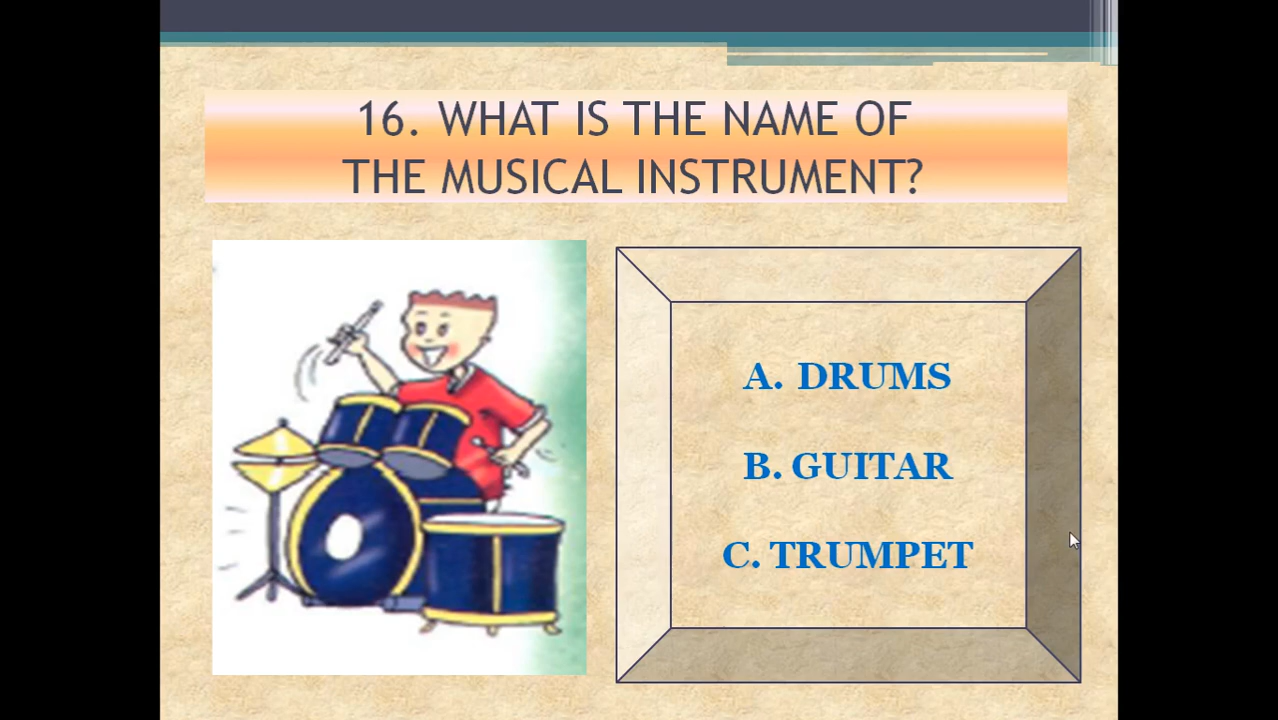 16. WHAT IS THE NAME OF
THE MUSICAL INSTRUMENT?
A. DRUMS
B. GUITAR
C. TRUMPET